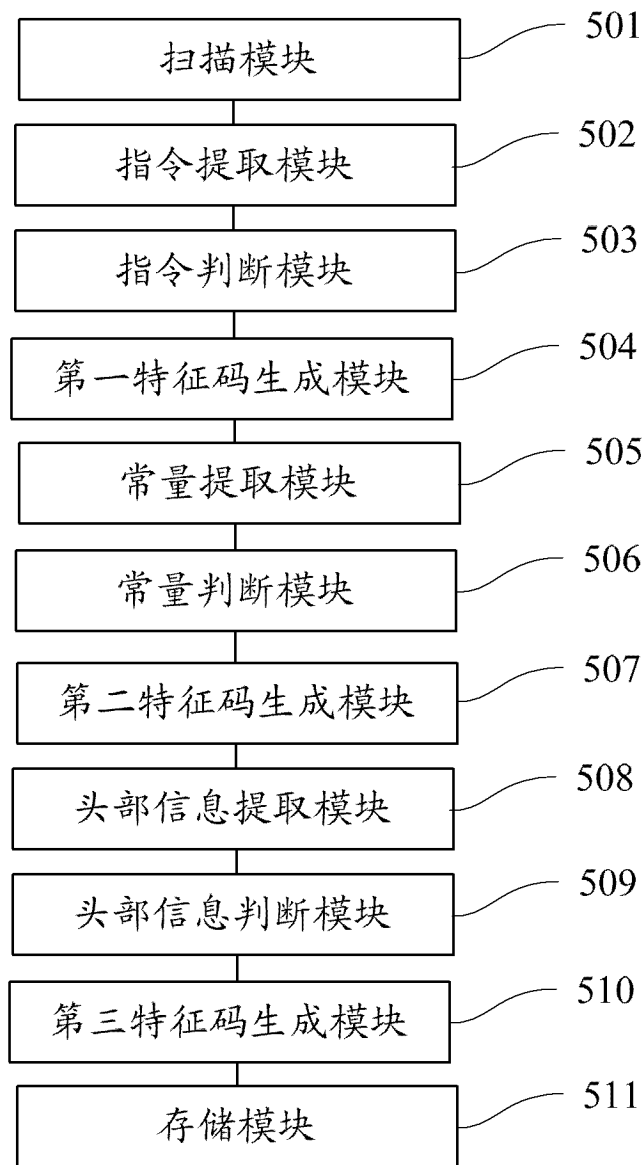 501
扫描模块
502
指令提取模块
503
指令判断模块
504
第一特征码生成模块
505
常量提取模块
506
常量判断模块
507
第二特征码生成模块
508
头部信息提取模块
509
头部信息判断模块
510
第三特征码生成模块
511
存储模块